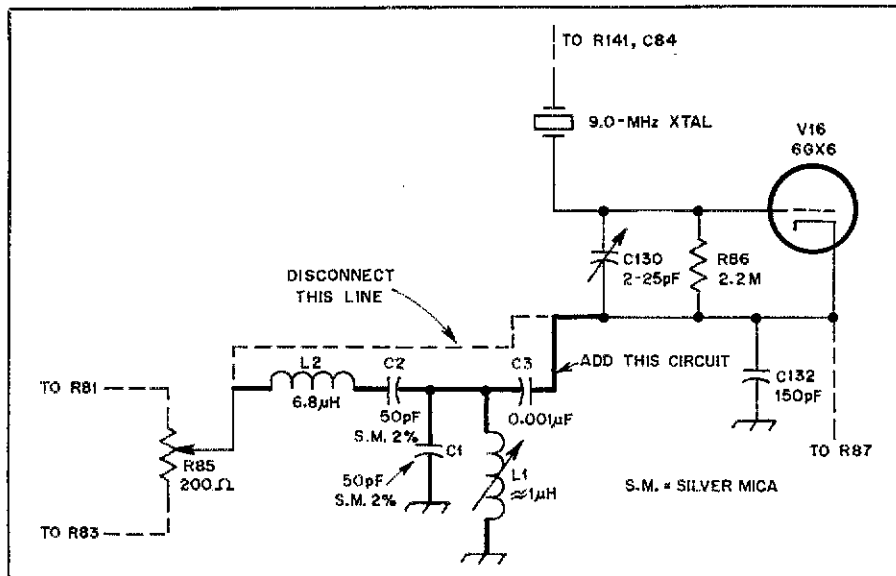 TO R141, C84
9.0-MHz XTAL
V16
6GX6
C130
2-25pF
R86
2.2M
DISCONNECT
THIS LINE
L2
6.8µH
C2
50pF
S.M. 2%
C3
0.001µF
ADD THIS CIRCUIT
C132
150pF
TO R81
R85
200Ω
TO R83
C1
50pF
S.M. 2%
L1
≈1µH
TO R87
S.M. = SILVER MICA